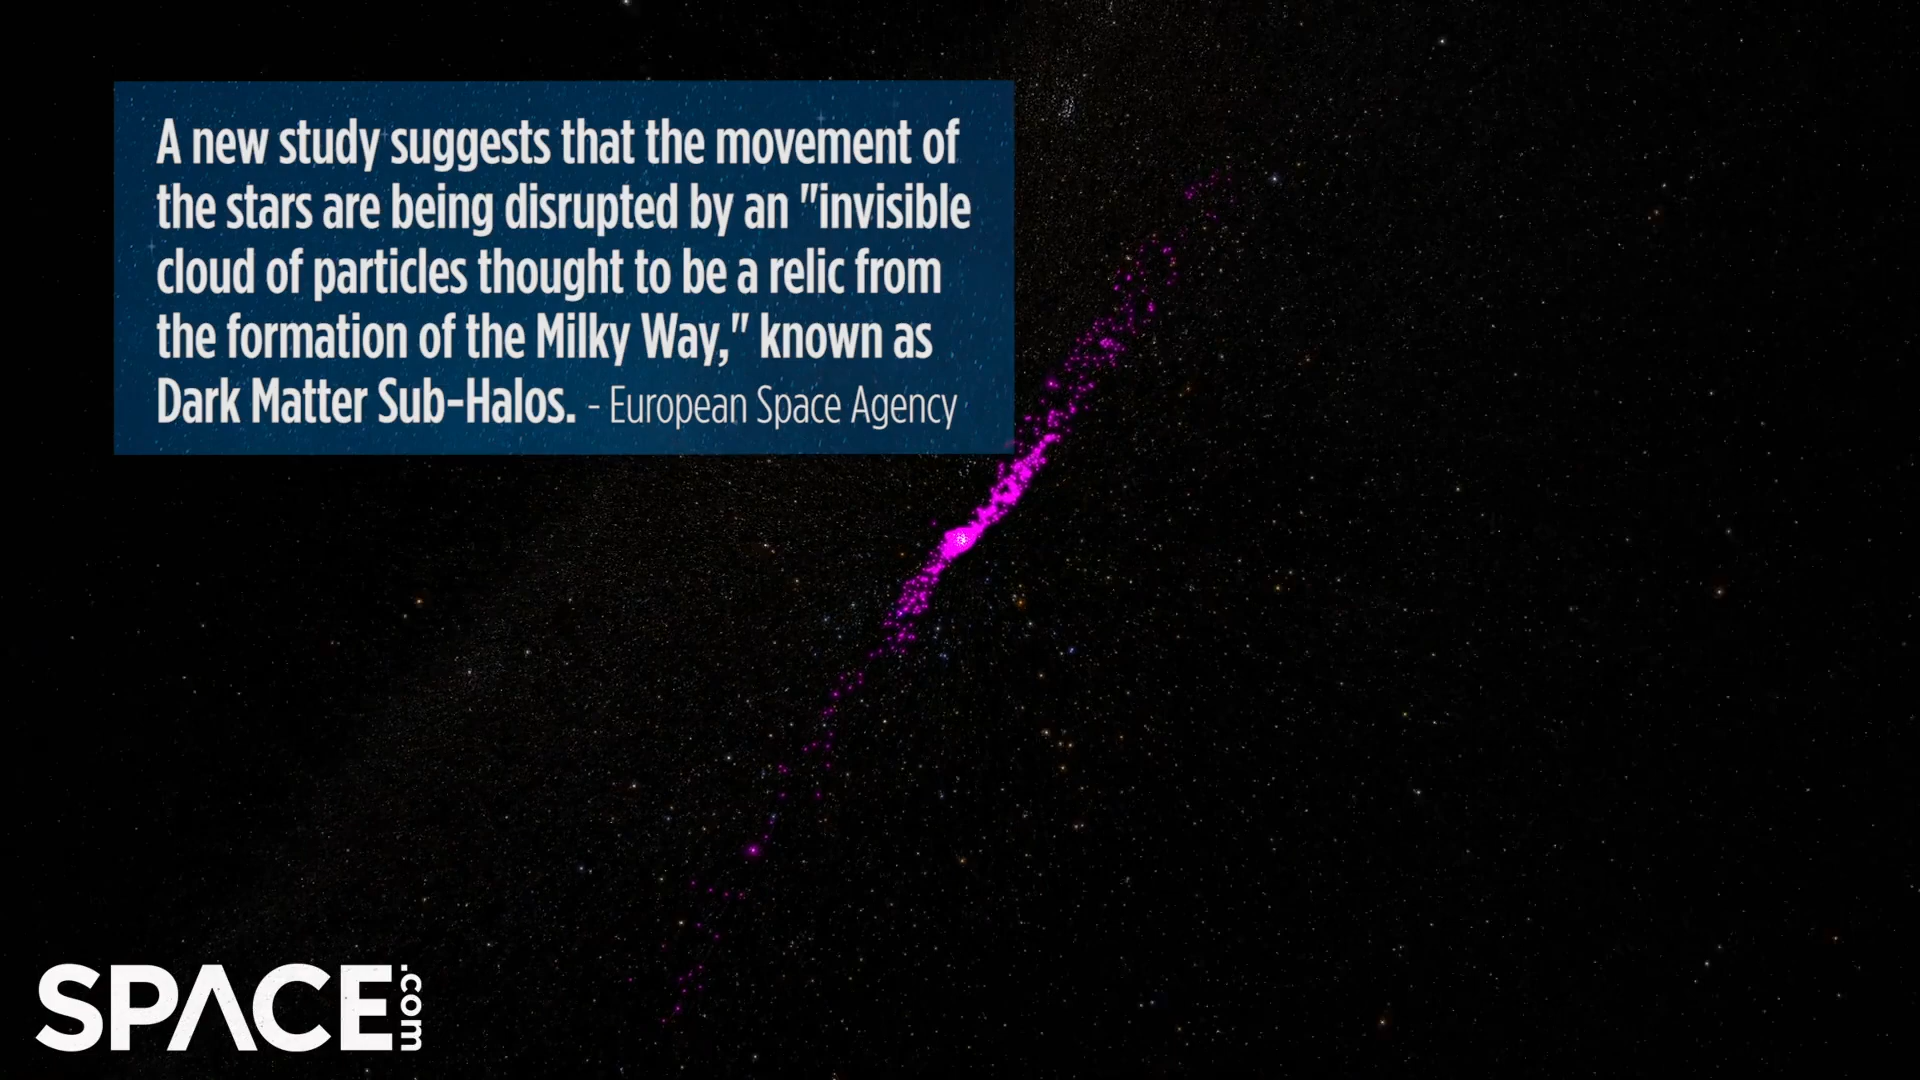 A new study suggests that the movement of
the stars are being disrupted by an "invisible
cloud of particles thought to be a relic from
the formation of the Milky Way," known as
Dark Matter Sub-Halos. - European Space Agency
SPACE.com